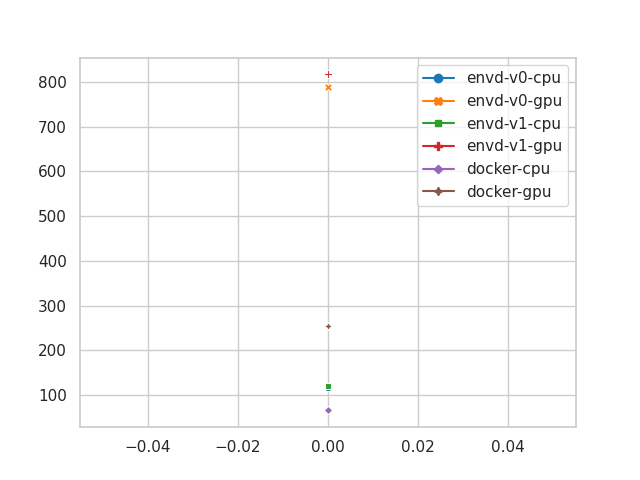 800
700
600
500
400
300
200
100
−0.04
−0.02
0.00
0.02
0.04
envd-v0-cpu
envd-v0-gpu
envd-v1-cpu
envd-v1-gpu
docker-cpu
docker-gpu